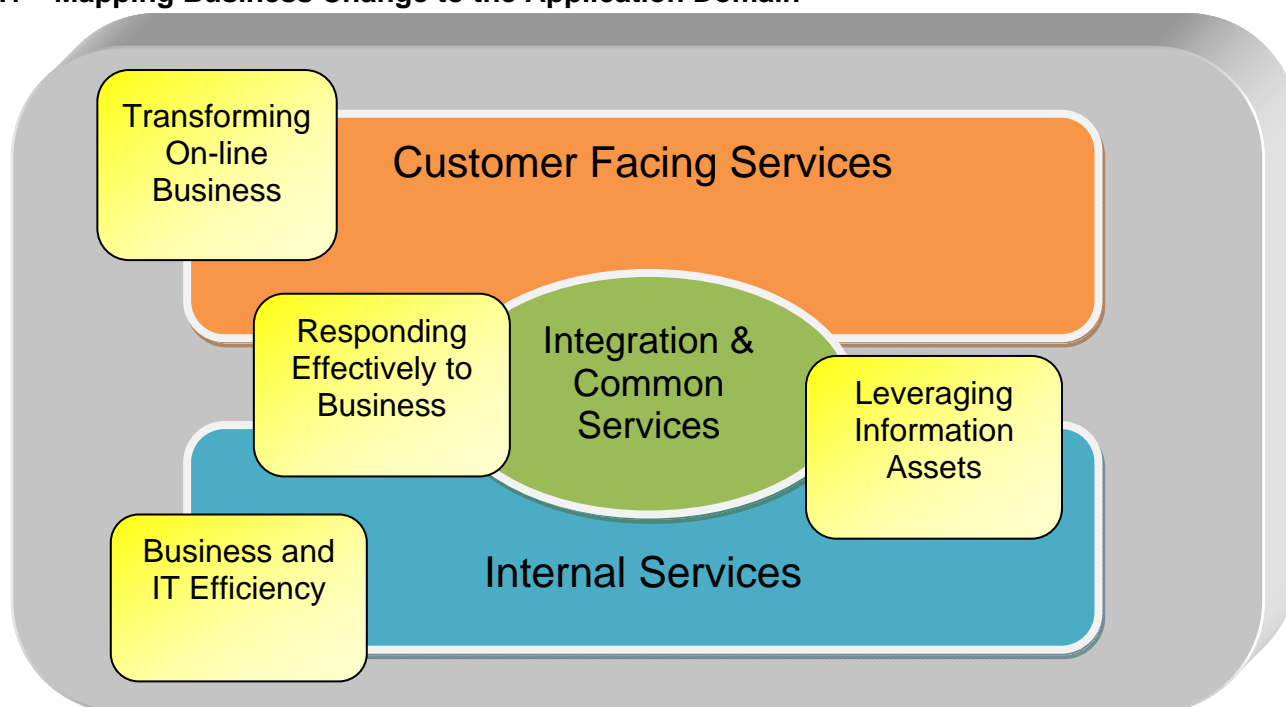 Mapping Business Change to the Application Domain
Transforming
On-line
Business
Customer Facing Services
Responding
Effectively to
Business
Integration &
Common
Services
Leveraging
Information
Assets
Business and
IT Efficiency
Internal Services